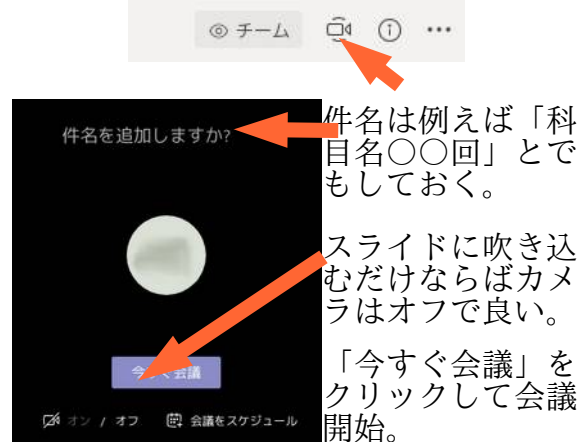 チーム
件名を追加しますか?
件名は例えば「科
目名○○回」とで
もしておく。
スライドに吹き込
むだけならばカメ
ラはオフで良い。
今すぐ会議
「今すぐ会議」を
クリックして会議
開始。
オン / オフ 会議をスケジュール